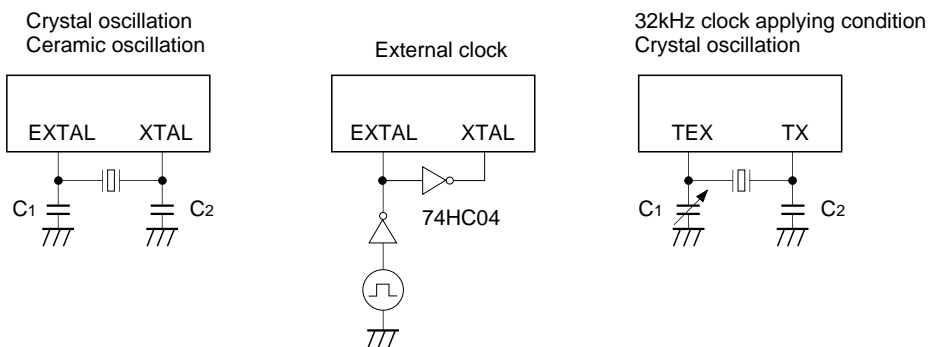 Crystal oscillation
Ceramic oscillation
EXTAL XTAL
C1 C2
External clock
EXTAL XTAL
74HC04
32kHz clock applying condition
Crystal oscillation
TEX TX
C1 C2